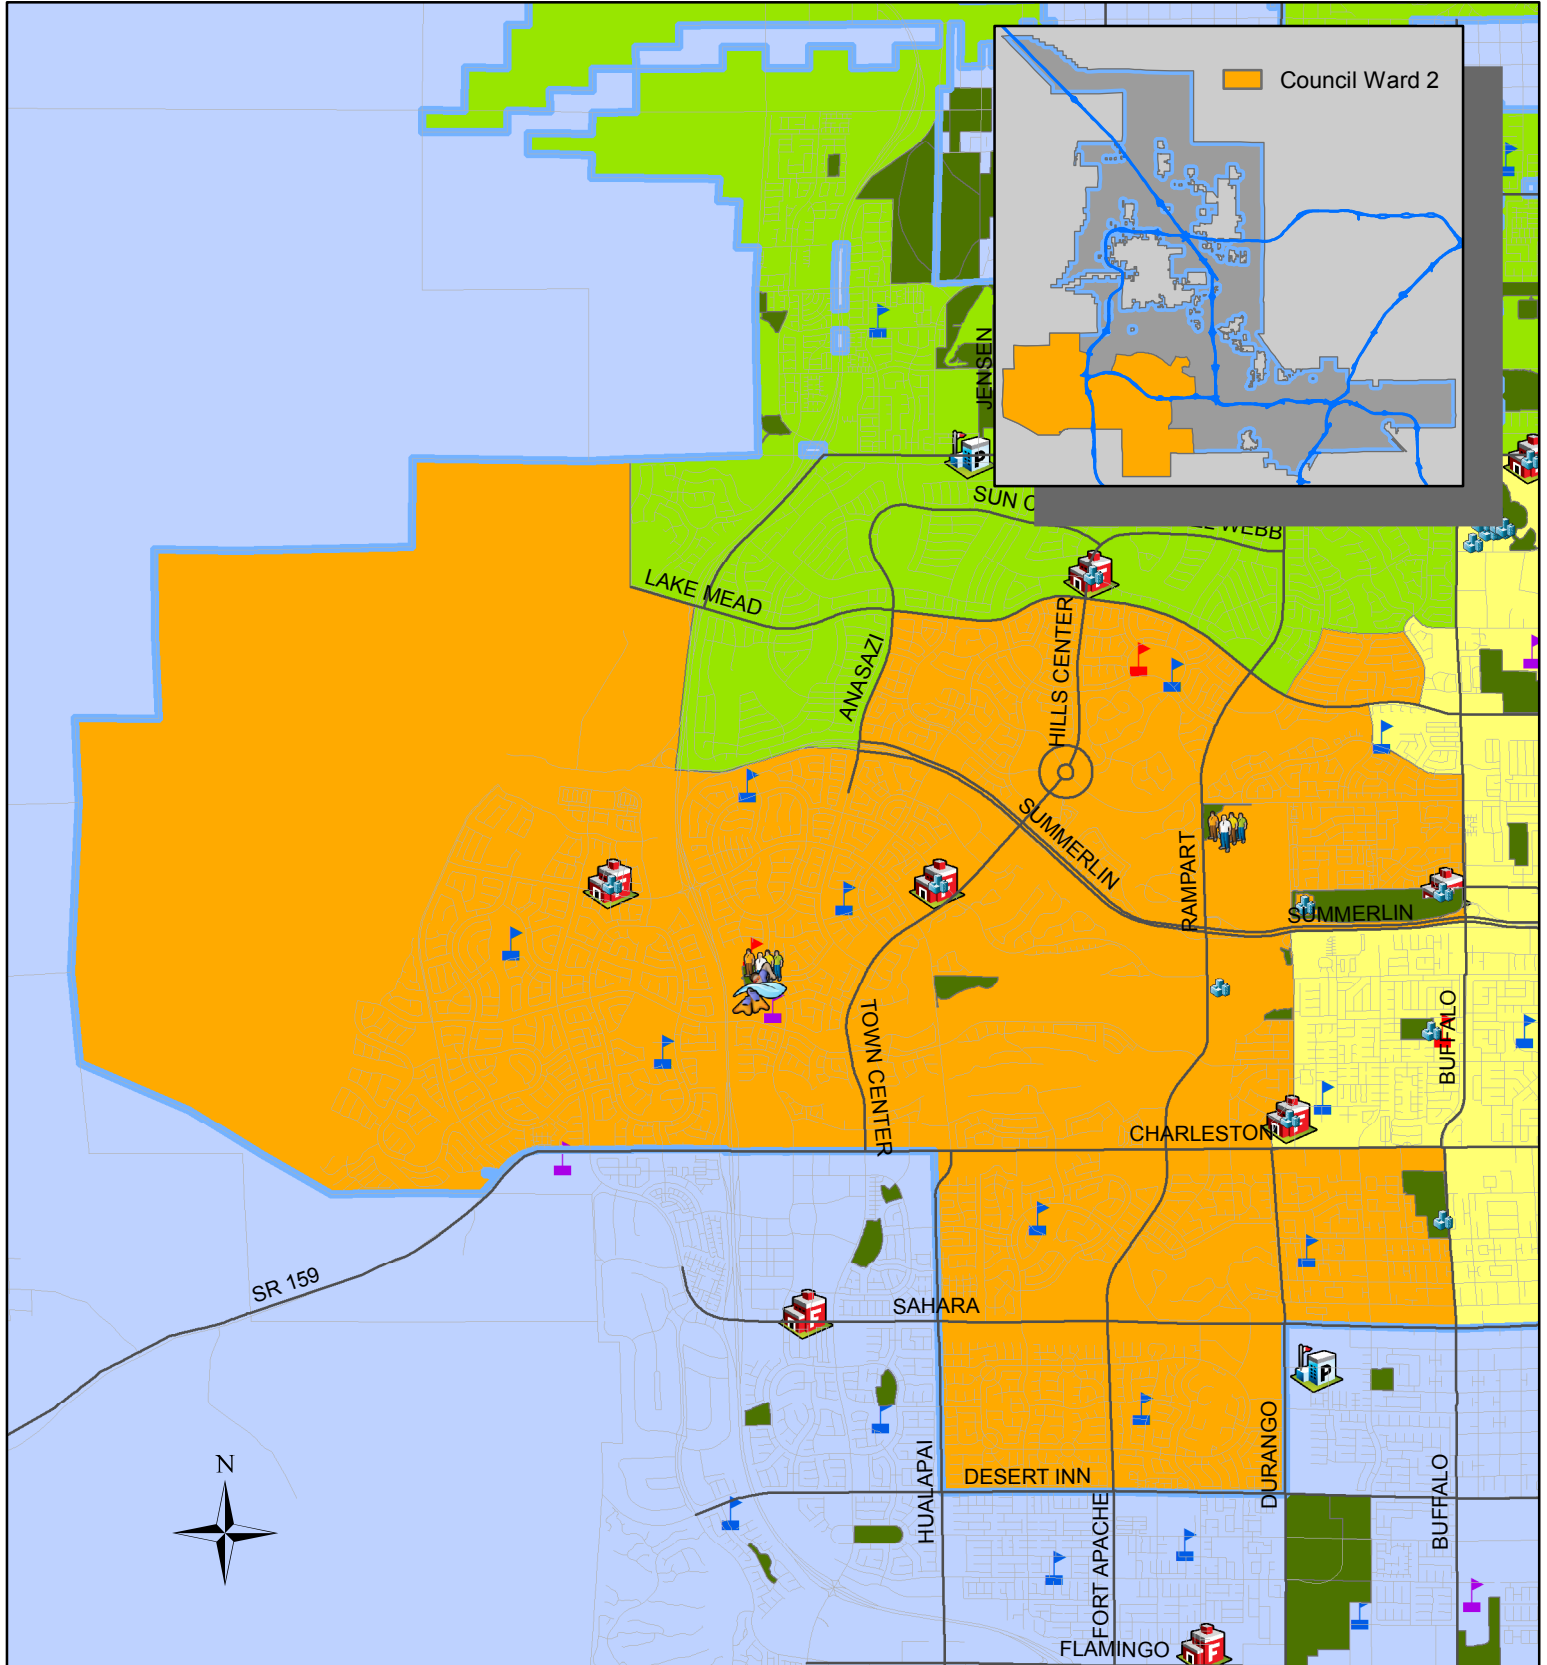 Council Ward 2
JENSEN
P
SUN C
WEBB
LAKE MEAD
HILLS CENTER
ANASAZI
SUMMERLIN
RAMPART
SUMMERLIN
TOWN CENTER
BUFFALO
CHARLESTON
SR 159
SAHARA
F
P
DURANGO
HUALAPAI
DESERT INN
BUFFALO
N
FORT APACHE
FLAMINGO
F